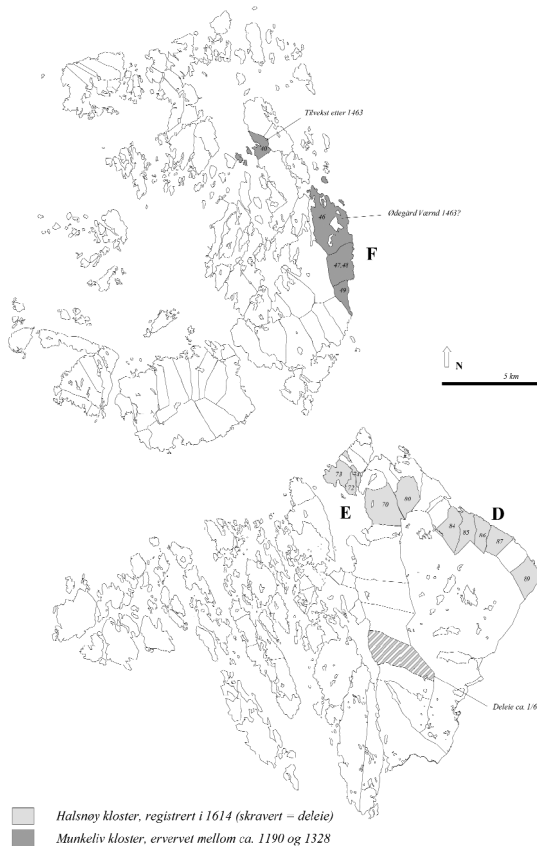 Tilvekst etter 1463
40
46
Ødegård Værnd 1463?
F
47,48
49
N
5 km
73
72
E
70
80
D
84
85
86
87
89
Deleie ca. 1/6
Halsnøy kloster, registrert i 1614 (skravert – deleie)
Munkeliv kloster, ervervet mellom ca. 1190 og 1328